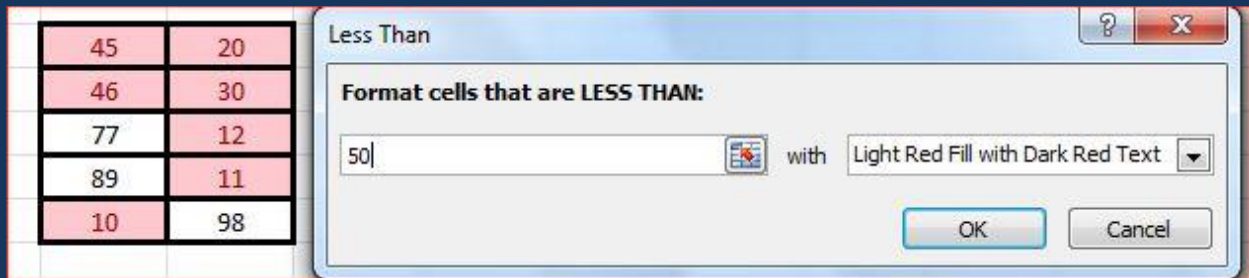 45 20
46 30
77 12
89 11
10 98
Less Than
Format cells that are LESS THAN:
50 with Light Red Fill with Dark Red Text
OK Cancel